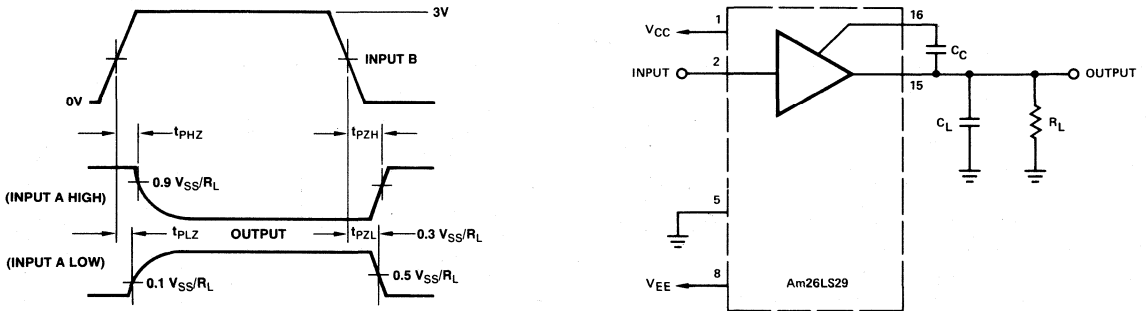 3V
INPUT B
0V
tPHZ
tPZH
(INPUT A HIGH)
0.9 VSS/RL
tPLZ
OUTPUT
tPZL
0.3 VSS/RL
(INPUT A LOW)
0.1 VSS/RL
0.5 VSS/RL
VCC
1
16
CC
INPUT
2
15
OUTPUT
CL
RL
5
VEE
8
Am26LS29